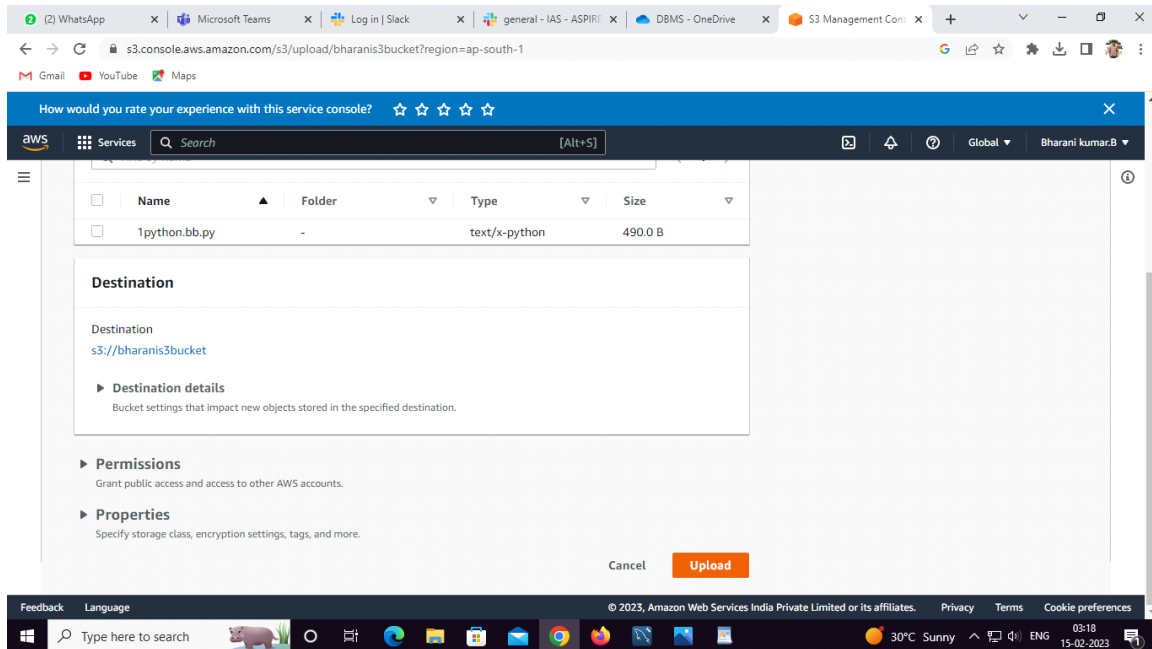 (2) WhatsApp
Microsoft Teams
Log in | Slack
general - IAS - ASPIRE
DBMS - OneDrive
S3 Management Cons
s3.console.aws.amazon.com/s3/upload/bharanis3bucket?region=ap-south-1
Gmail YouTube Maps
How would you rate your experience with this service console?
aws Services Search [Alt+S] Global Bharani kumar.B
Name Folder Type Size
1python.bb.py - text/x-python 490.0 B
Destination
Destination
s3://bharanis3bucket
Destination details
Bucket settings that impact new objects stored in the specified destination.
Permissions
Grant public access and access to other AWS accounts.
Properties
Specify storage class, encryption settings, tags, and more.
Cancel Upload
Feedback Language © 2023, Amazon Web Services India Private Limited or its affiliates. Privacy Terms Cookie preferences
Type here to search 30°C Sunny ENG 03:18
15-02-2023 1